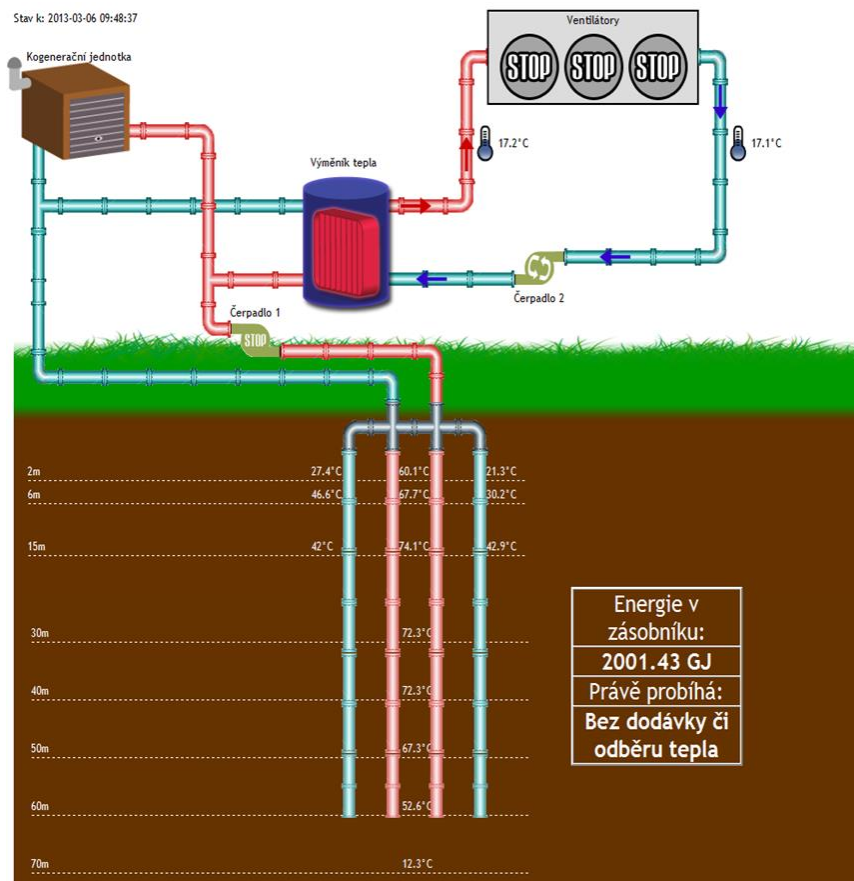 Stav k: 2013-03-06 09:48:37
Ventilátory
STOP STOP STOP
Kogenerační jednotka
17.2°C
17.1°C
Výměník tepla
Čerpadlo 2
Čerpadlo 1
STOP
2m 27.4°C 60.1°C 21.3°C
6m 46.6°C 67.7°C 30.2°C
15m 42°C 74.1°C 42.9°C
30m 72.3°C
40m 72.3°C
50m 67.3°C
60m 52.6°C
70m 12.3°C
Energie v
zásobníku:
2001.43 GJ
Právě probíhá:
Bez dodávky či
odběru tepla